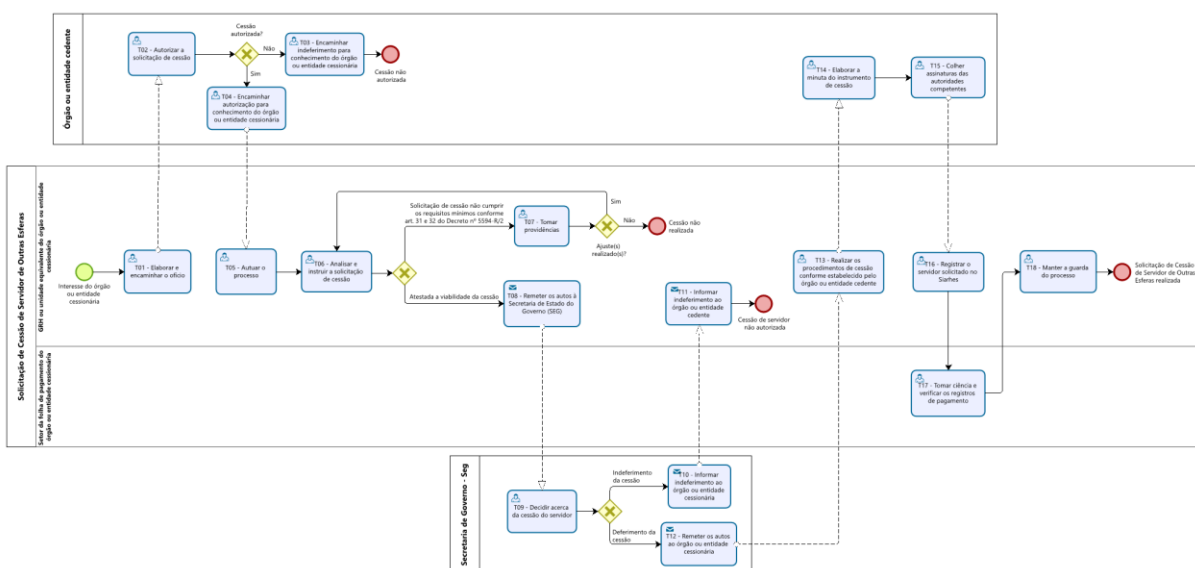 Órgão ou entidade cedente
T02 - Autorizar a
solicitação de cessão
Cessão
autorizada?
Não
Sim
T03 - Encaminhar
indeferimento para
conhecimento do órgão
ou entidade cessionária
Cessão não
autorizada
T04 - Encaminhar
autorização para
conhecimento do órgão
ou entidade cessionária
T14 - Elaborar a
minuta do instrumento
de cessão
T15 - Colher
assinaturas das
autoridades
competentes
Solicitação de Cessão de Servidor de Outras Esferas
GRH ou unidade equivalente do órgão ou entidade
cessionária
Interesse do órgão
ou entidade
cessionária
T01 - Elaborar e
encaminhar o ofício
T05 - Autuar o
processo
T06 - Analisar e
instruir a solicitação
de cessão
Solicitação de cessão não cumprir
os requisitos mínimos conforme
art. 31 e 32 do Decreto nº 5594-R/2
T07 - Tomar
providências
Sim
Não
Ajuste(s)
realizado(s)?
Cessão não
realizada
Atestada a viabilidade da cessão
T08 - Remeter os autos à
Secretaria de Estado do
Governo (SEG)
T11 - Informar
indeferimento ao
órgão ou entidade
cedente
Cessão de servidor
não autorizada
T13 - Realizar os
procedimentos de cessão
conforme estabelecido pelo
órgão ou entidade cedente
T16 - Registrar o
servidor solicitado no
Siarhes
T18 - Manter a guarda
do processo
Solicitação de Cessão
de Servidor de Outras
Esferas realizada
Setor da folha de pagamento do
órgão ou entidade cessionária
T17 - Tomar ciência e
verificar os registros
de pagamento
Secretaria de Governo - Seg
T09 - Decidir acerca
da cessão do servidor
Indeferimento
da cessão
T10 - Informar
indeferimento ao
órgão ou entidade
cessionária
Deferimento da
cessão
T12 - Remeter os autos
ao órgão ou entidade
cessionária